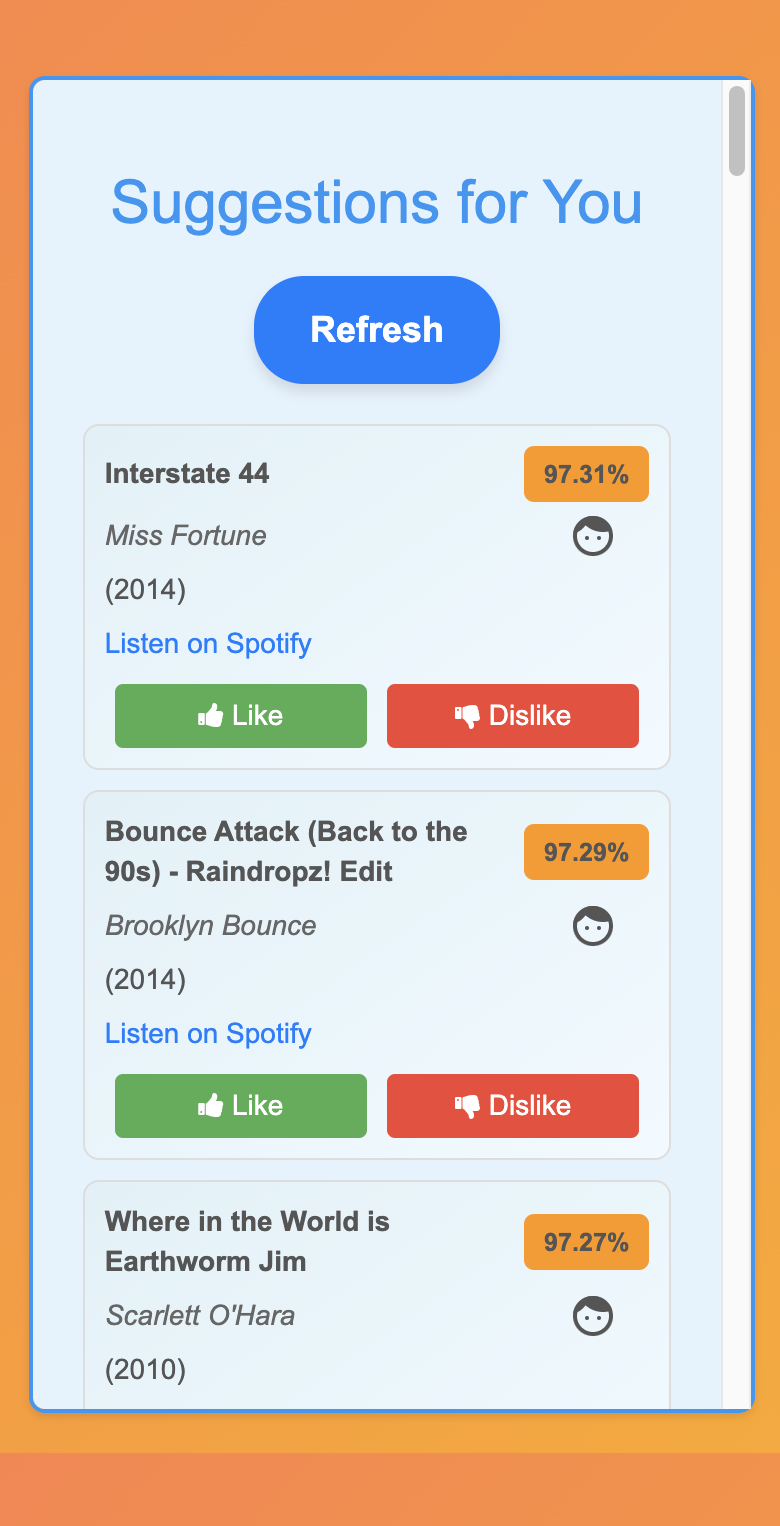 Suggestions for You
Refresh
Interstate 44
97.31%
Miss Fortune
(2014)
Listen on Spotify
Like
Dislike
Bounce Attack (Back to the
90s) - Raindropz! Edit
97.29%
Brooklyn Bounce
(2014)
Listen on Spotify
Like
Dislike
Where in the World is
Earthworm Jim
97.27%
Scarlett O'Hara
(2010)